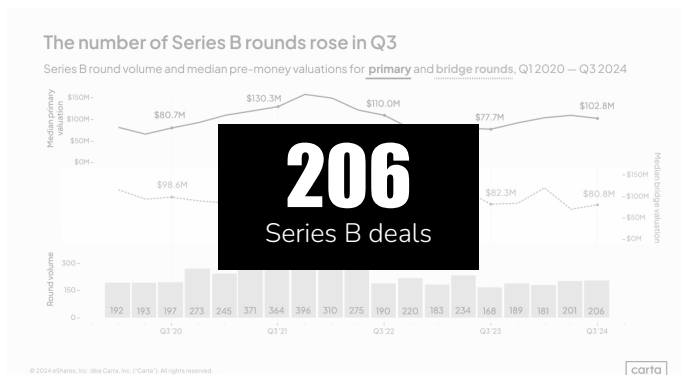 The number of Series B rounds rose in Q3
Series B round volume and median pre-money valuations for primary and bridge rounds, Q1 2020 — Q3 2024
Median primary
valuation
$150M
$100M
$50M
$0M
$80.7M
$130.3M
$110.0M
$77.7M
$102.8M
206
Series B deals
$98.6M
$82.3M
$80.8M
$150M
$100M
$50M
$0M
Median bridge valuation
Round volume
300
150
0
192 193 197 273 245 371 364 396 310 275 190 220 183 234 168 189 181 201 206
Q3 '20 Q3 '21 Q3 '22 Q3 '23 Q3 '24
© 2024 eShares, Inc. dba Carta, Inc. ("Carta"). All rights reserved.
carta